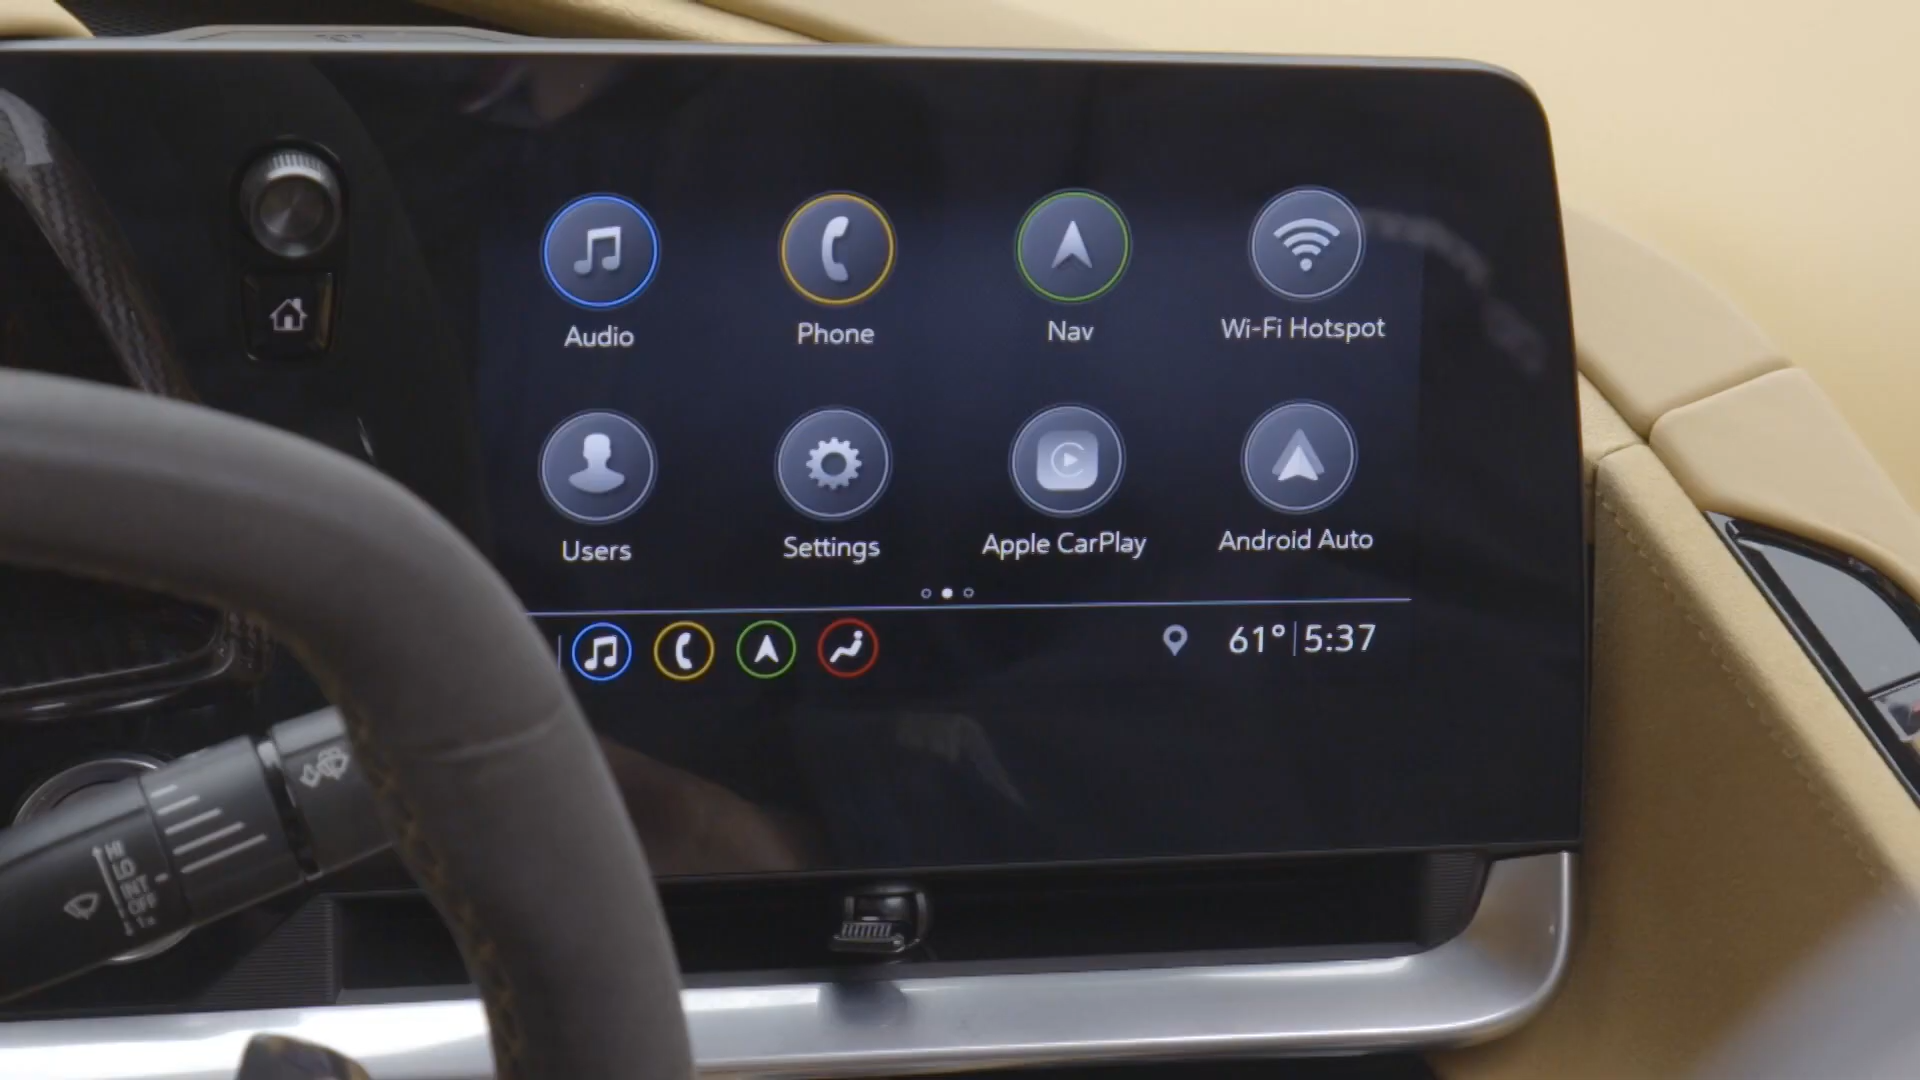 Audio
Phone
Nav
Wi-Fi Hotspot
Users
Settings
Apple CarPlay
Android Auto
61° 5:37
HI
LO
INT
OFF
1x